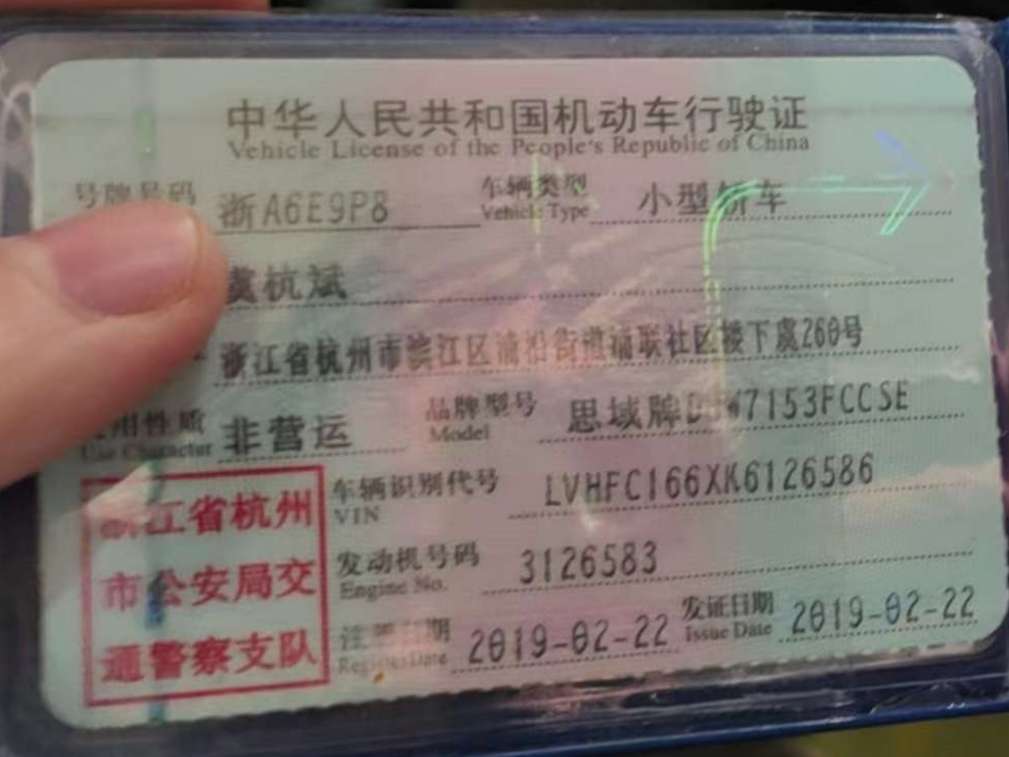 中华人民共和国机动车行驶证
Vehicle License of the People's Republic of China
号牌号码 浙A6E9P8 车辆类型 Vehicle Type 小型轿车
杭斌
浙江省杭州市滨江区浦沿街道浦联社区楼下虞260号
用性质 Use Character 非营运 品牌型号 Model 思域牌 W7153FCCSE
车辆识别代号 VIN LVHFC166XK6126586
发动机号码 Engine No. 3126583
注册日期 Register Date 2019-02-22 发证日期 Issue Date 2019-02-22
浙江省杭州
市公安局交
通警察支队